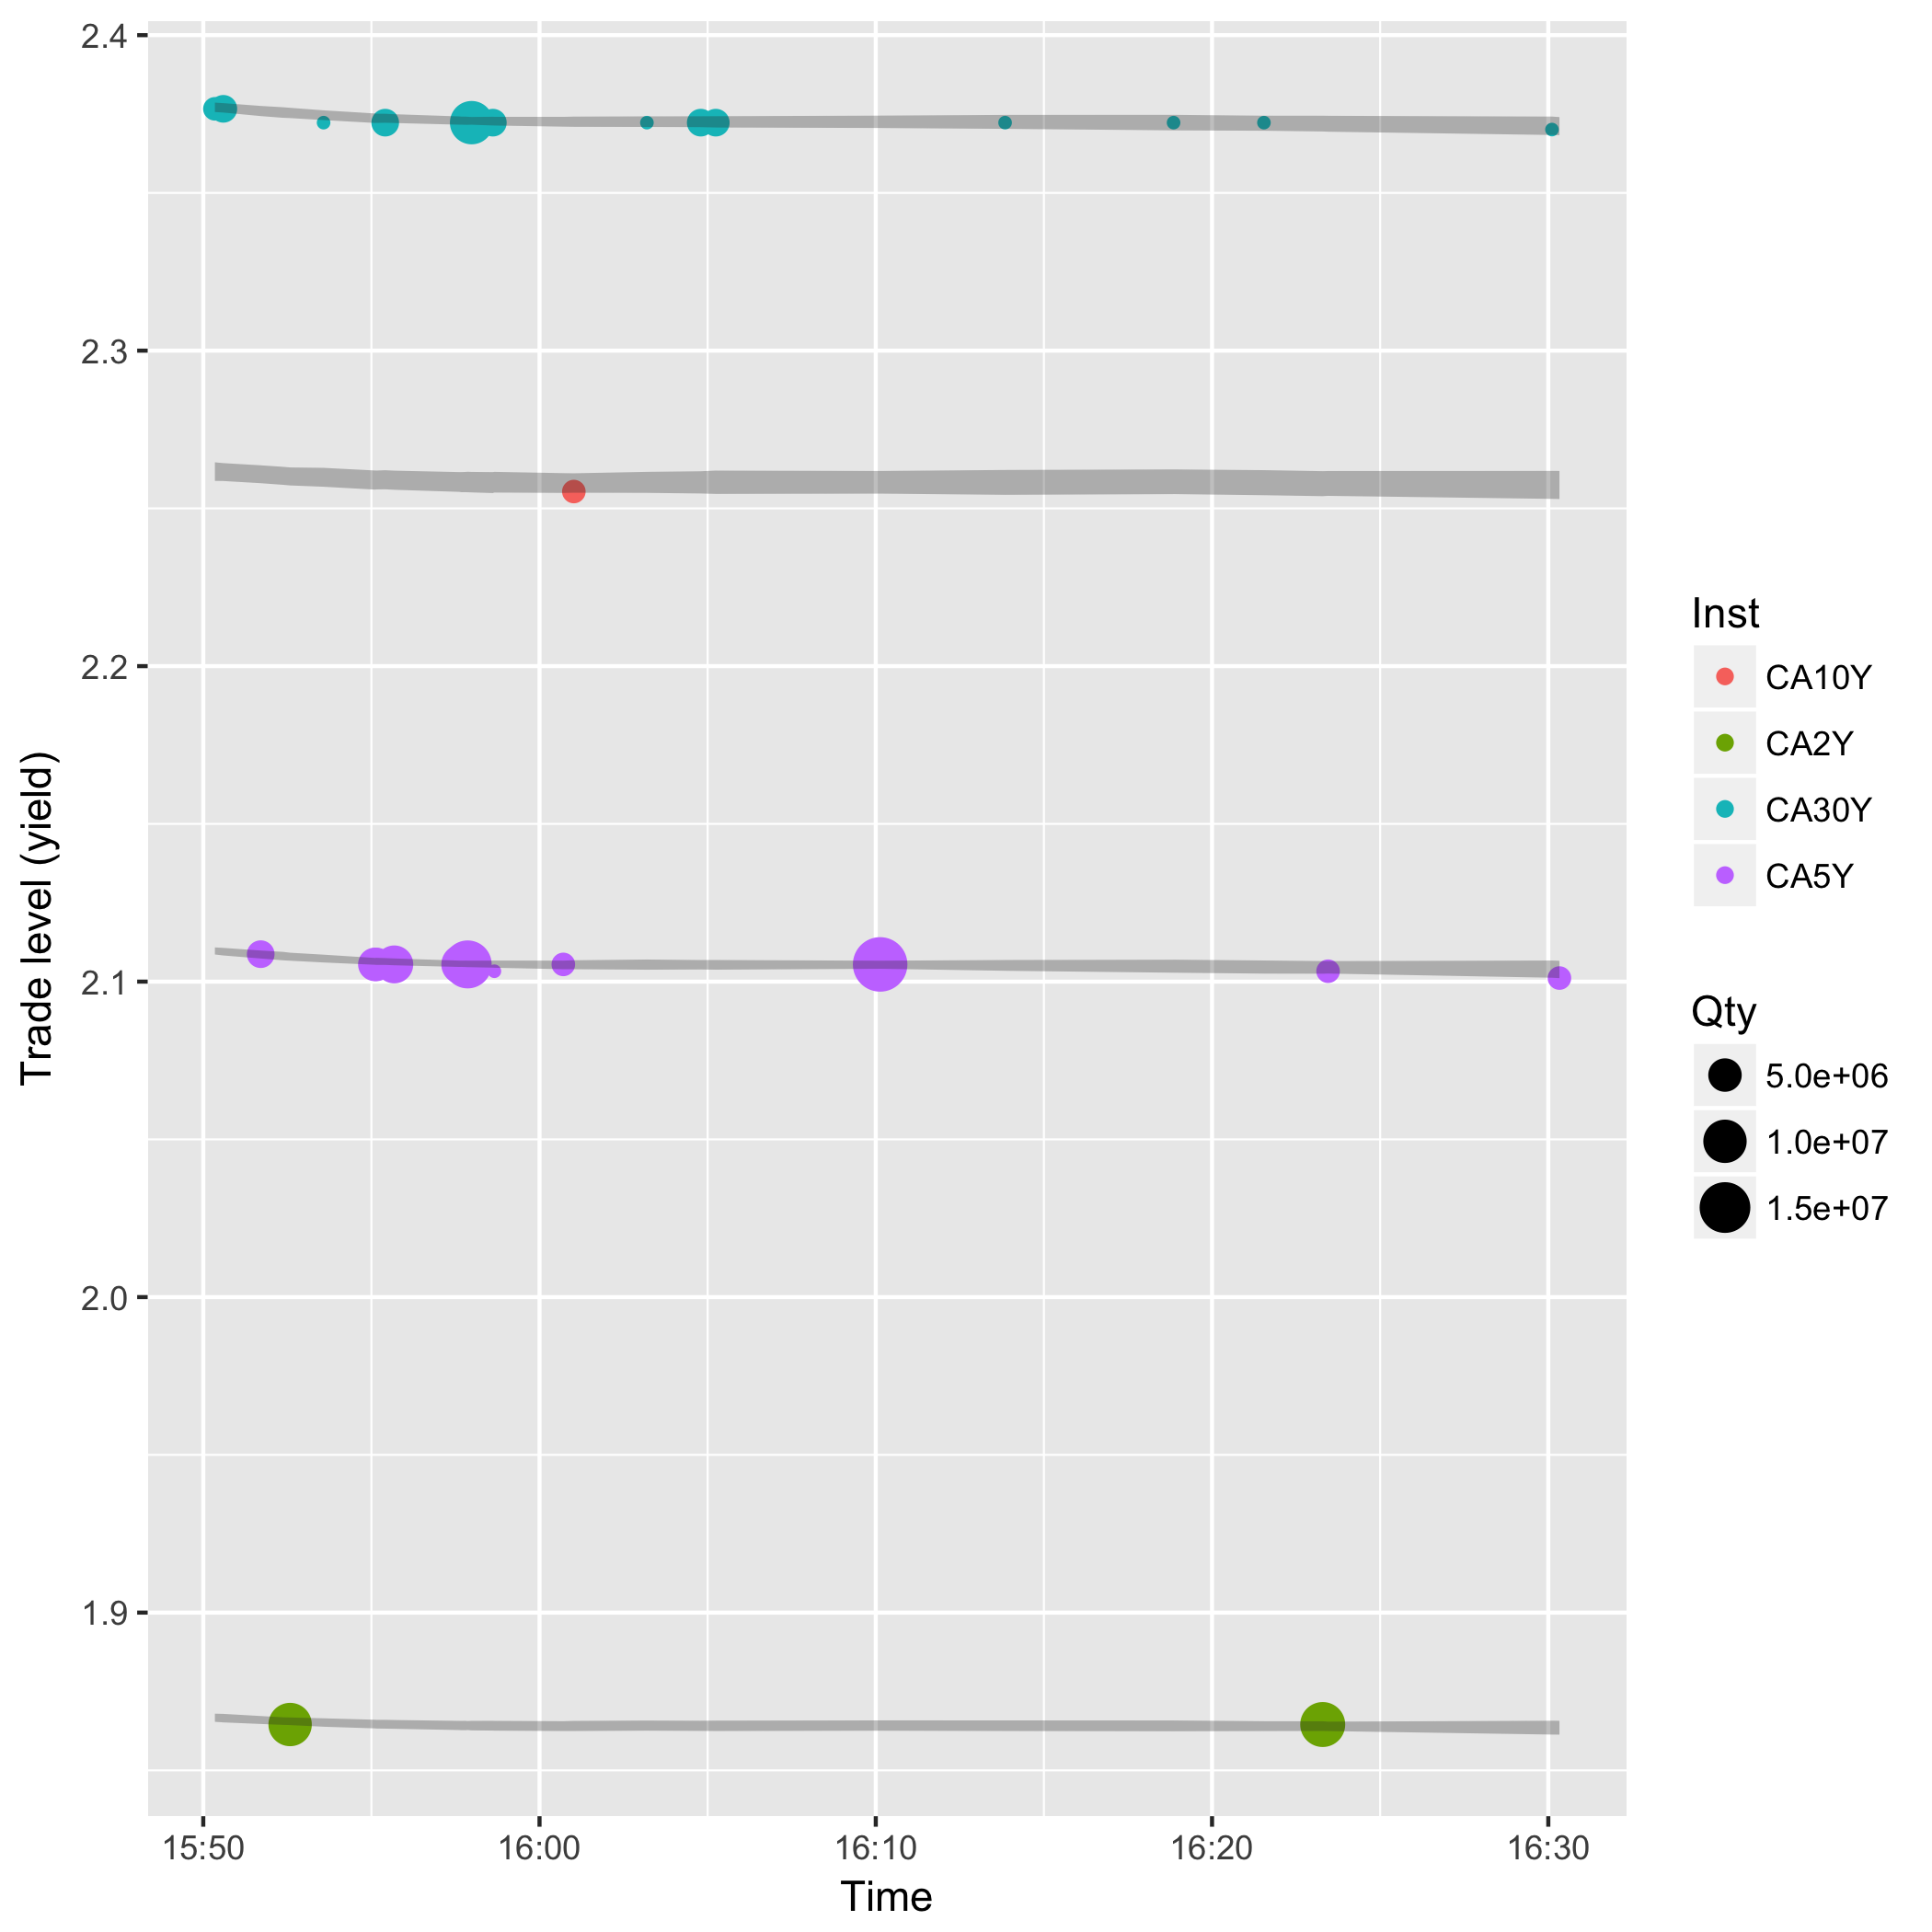 2.4
2.3
2.2
2.1
2.0
1.9
Trade level (yield)
15:50 16:00 16:10 16:20 16:30
Time
Inst
CA10Y
CA2Y
CA30Y
CA5Y
Qty
5.0e+06
1.0e+07
1.5e+07